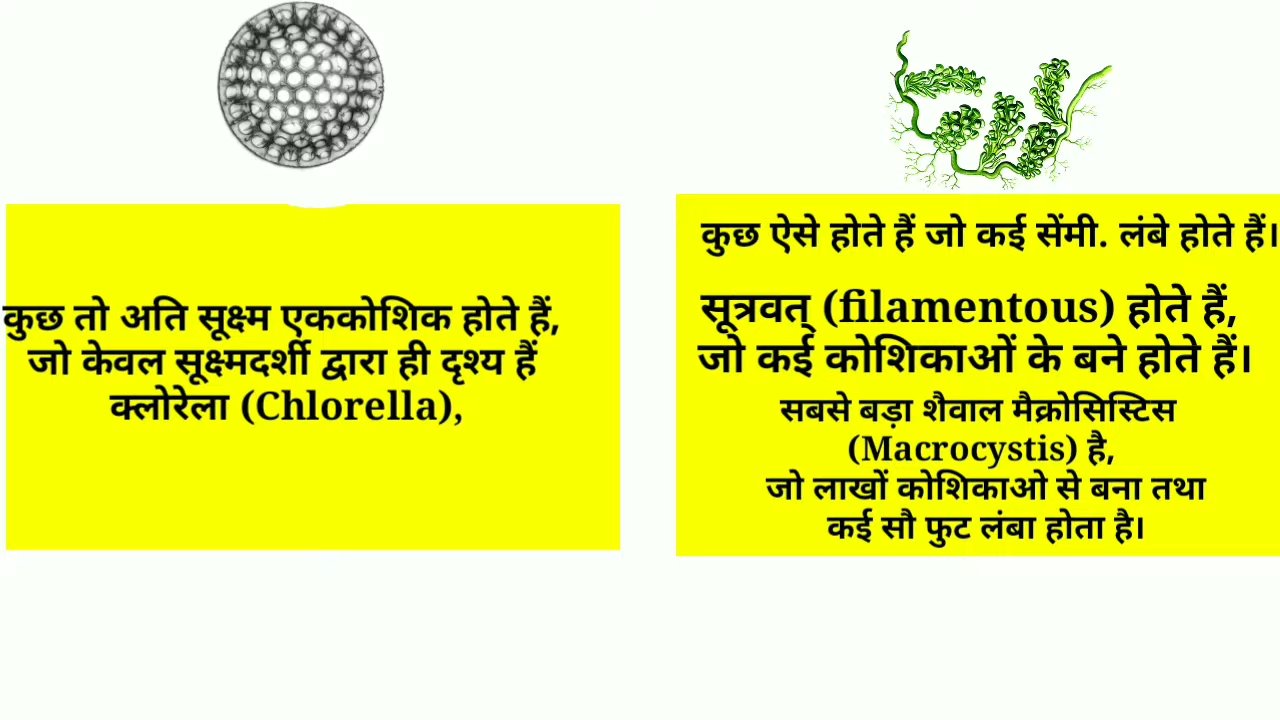 कुछ तो अति सूक्ष्म एककोशिक होते हैं,
जो केवल सूक्ष्मदर्शी द्वारा ही दृश्य हैं
क्लोरेला (Chlorella),
कुछ ऐसे होते हैं जो कई सेंमी. लंबे होते हैं।
सूत्रवत् (filamentous) होते हैं,
जो कई कोशिकाओं के बने होते हैं।
सबसे बड़ा शैवाल मैक्रोसिस्टिस
(Macrocystis) है,
जो लाखों कोशिकाओ से बना तथा
कई सौ फुट लंबा होता है।